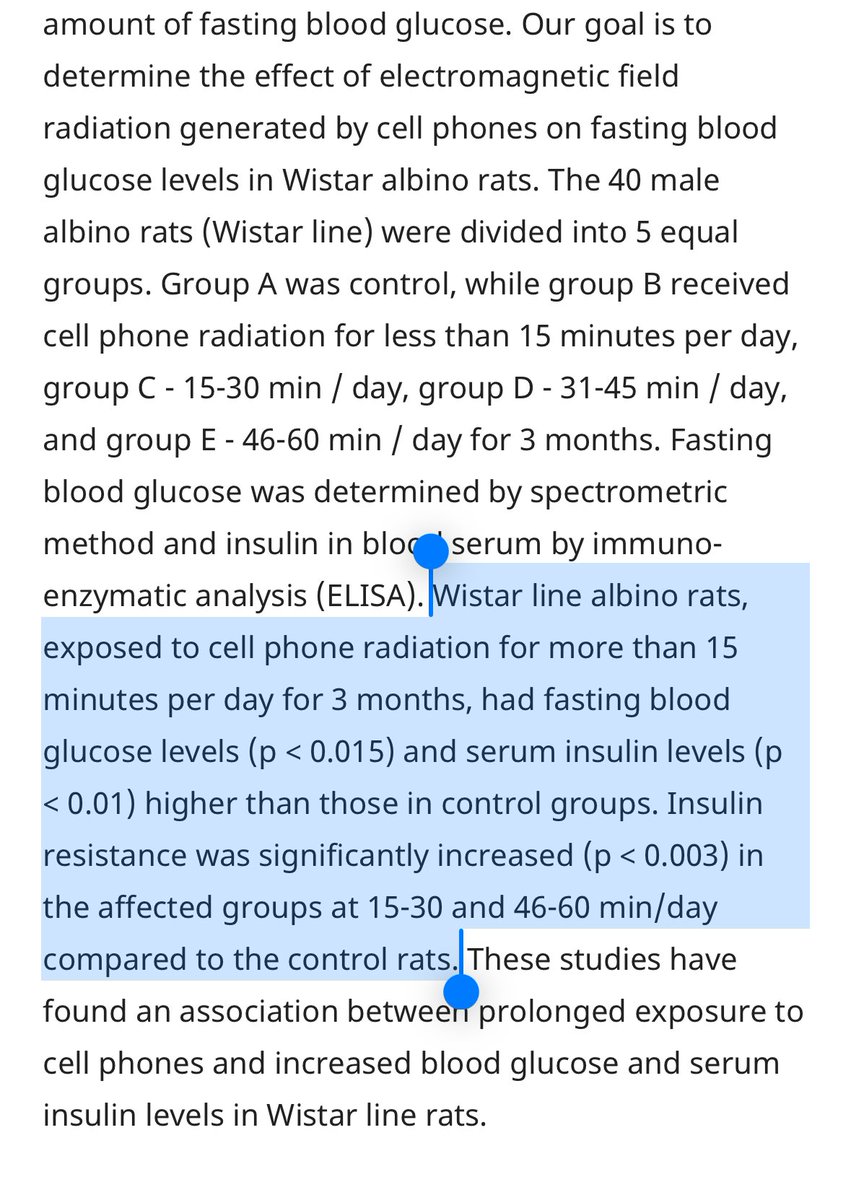 amount of fasting blood glucose. Our goal is to
determine the effect of electromagnetic field
radiation generated by cell phones on fasting blood
glucose levels in Wistar albino rats. The 40 male
albino rats (Wistar line) were divided into 5 equal
groups. Group A was control, while group B received
cell phone radiation for less than 15 minutes per day,
group C - 15-30 min / day, group D - 31-45 min / day,
and group E - 46-60 min / day for 3 months. Fasting
blood glucose was determined by spectrometric
method and insulin in blood serum by immuno-
enzymatic analysis (ELISA). Wistar line albino rats,
exposed to cell phone radiation for more than 15
minutes per day for 3 months, had fasting blood
glucose levels (p < 0.015) and serum insulin levels (p
< 0.01) higher than those in control groups. Insulin
resistance was significantly increased (p < 0.003) in
the affected groups at 15-30 and 46-60 min/day
compared to the control rats. These studies have
found an association between prolonged exposure to
cell phones and increased blood glucose and serum
insulin levels in Wistar line rats.